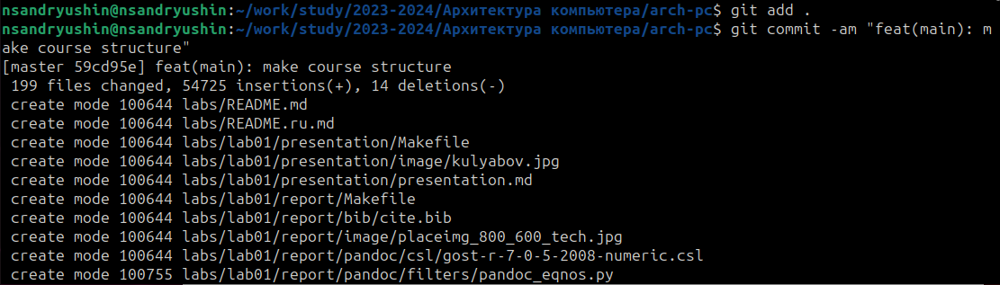 nsandryushin@nsandryushin:~/work/study/2023-2024/Архитектура компьютера/arch-pc$ git add .
nsandryushin@nsandryushin:~/work/study/2023-2024/Архитектура компьютера/arch-pc$ git commit -am "feat(main): m
ake course structure"
[master 59cd95e] feat(main): make course structure
 199 files changed, 54725 insertions(+), 14 deletions(-)
 create mode 100644 labs/README.md
 create mode 100644 labs/README.ru.md
 create mode 100644 labs/lab01/presentation/Makefile
 create mode 100644 labs/lab01/presentation/image/kulyabov.jpg
 create mode 100644 labs/lab01/presentation/presentation.md
 create mode 100644 labs/lab01/report/Makefile
 create mode 100644 labs/lab01/report/bib/cite.bib
 create mode 100644 labs/lab01/report/image/placeimg_800_600_tech.jpg
 create mode 100644 labs/lab01/report/pandoc/csl/gost-r-7-0-5-2008-numeric.csl
 create mode 100755 labs/lab01/report/pandoc/filters/pandoc_eqnos.py